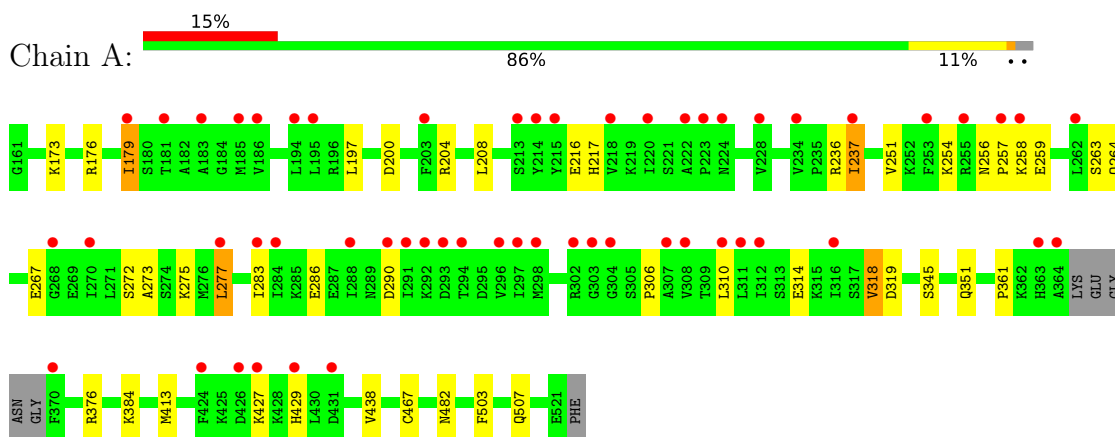 15%
Chain A:
86% 11% • •
G161 K173 R176 I179 S180 T181 A182 A183 G184 M185 V186 L194 L195 R196 L197 D200 F203 R204 L208 S213 Y214 Y215 E216 H217 V218 K219 I220 S221 A222 P223 N224 V228 V234 P235 R236 I237 V251 K252 F253 K254 R255 N256 P257 K258 E259 L262 S263 Q264
E267 G268 E269 I270 L271 S272 A273 S274 K275 M276 L277 I283 I284 K285 E286 E287 I288 N289 D290 I291 K292 D293 T294 D295 V296 I297 M298 R302 G303 G304 S305 P306 A307 V308 T309 L310 L311 I312 S313 E314 K315 I316 S317 V318 D319 S345 Q351 P361 K362 H363 A364 LYS GLU GLY
ASN GLY F370 R376 K384 M413 F424 K425 D426 K427 K428 H429 L430 D431 V438 C467 N482 F503 Q507 E521 PHE